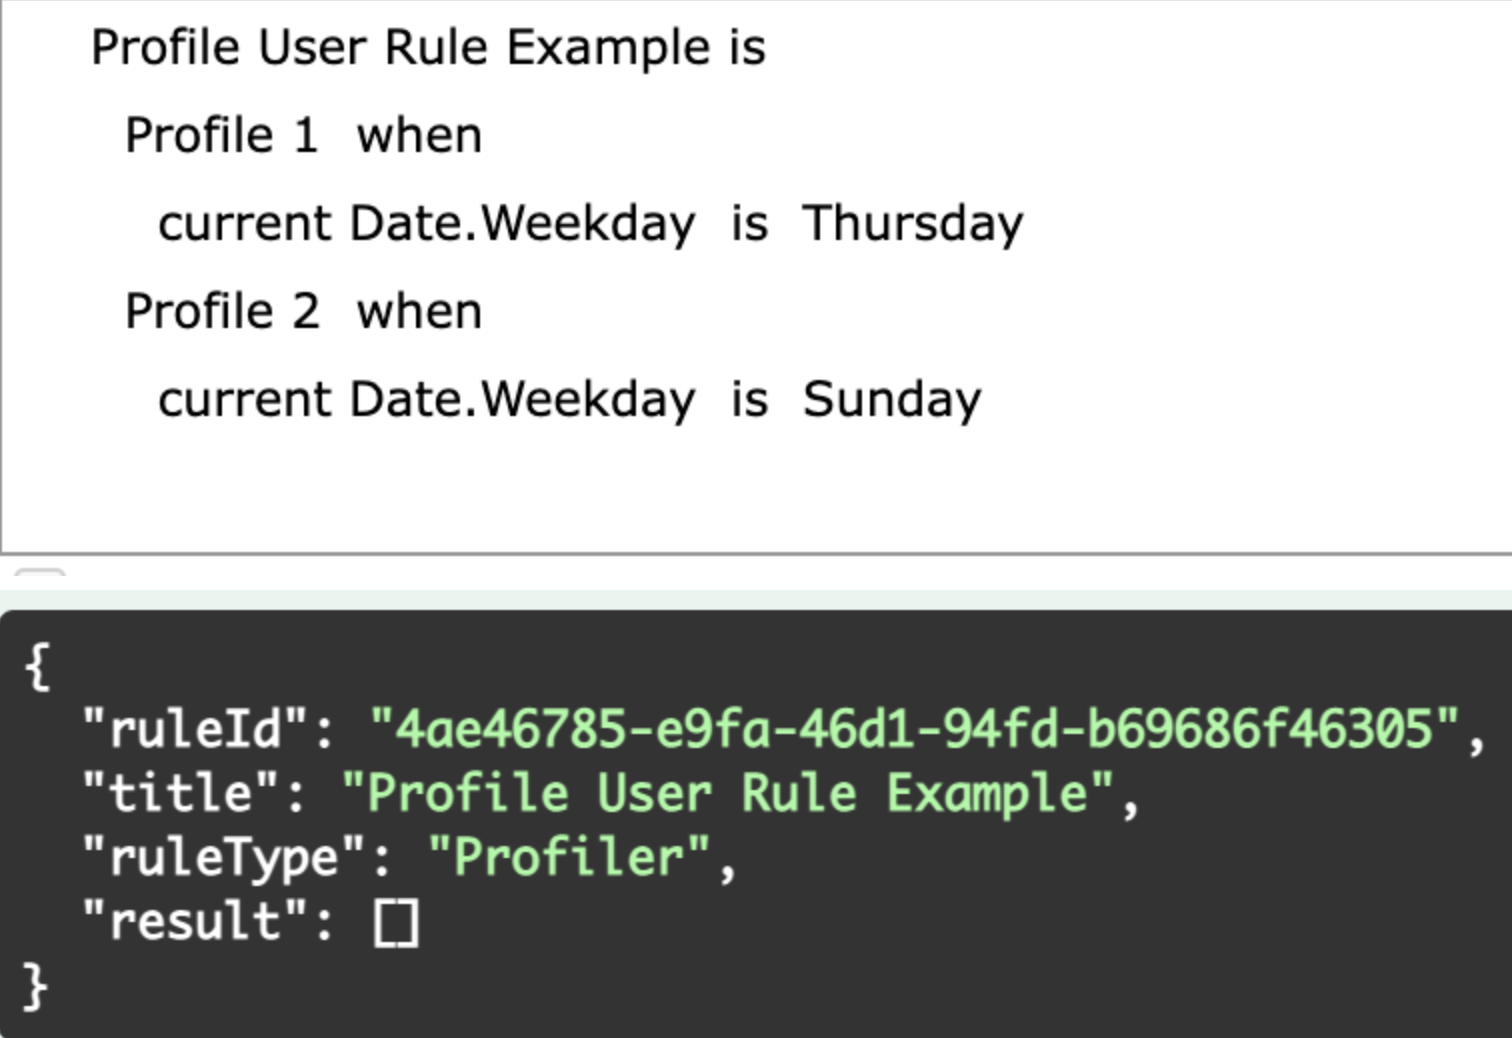 Profile User Rule Example is
Profile 1 when
current Date.Weekday is Thursday
Profile 2 when
current Date.Weekday is Sunday
{
"ruleId": "4ae46785-e9fa-46d1-94fd-b69686f46305",
"title": "Profile User Rule Example",
"ruleType": "Profiler",
"result": []
}